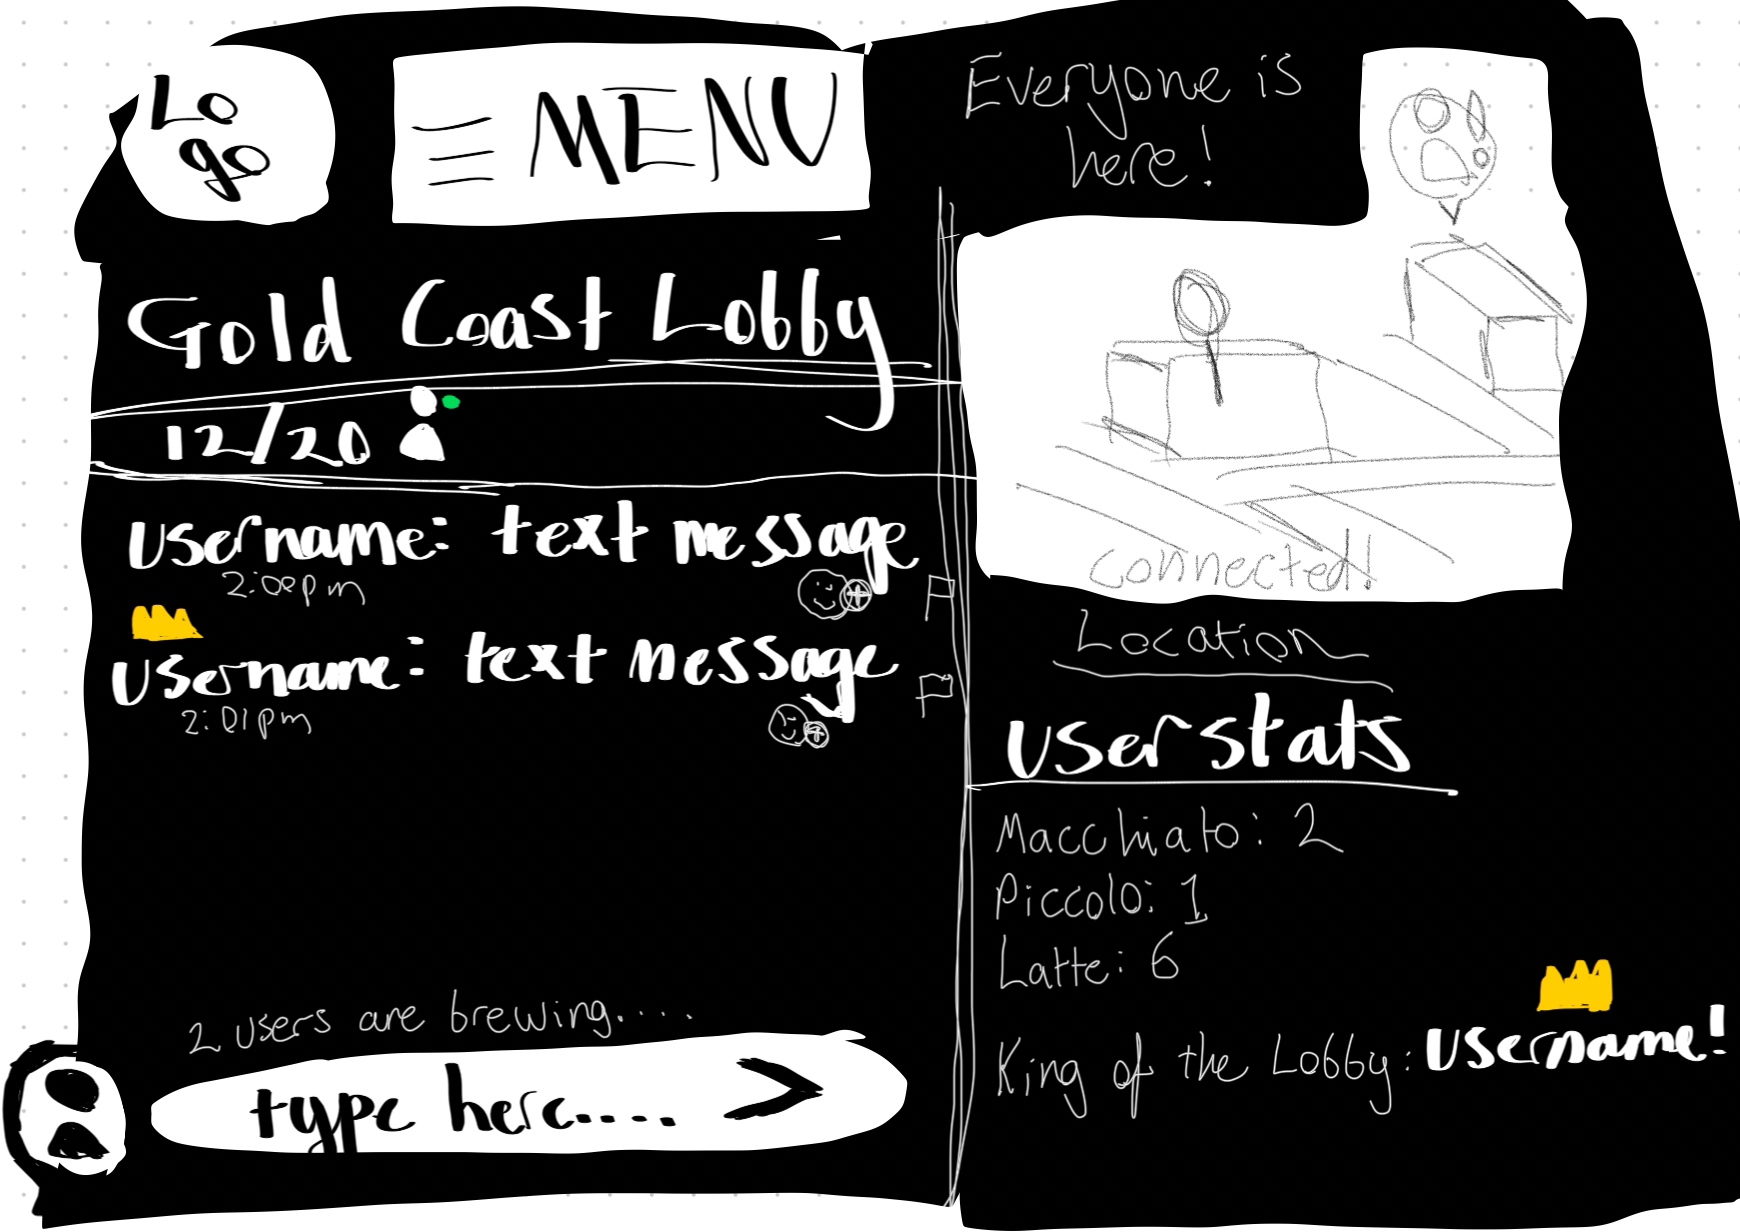 Lo
go
MENU
Gold Coast Lobby
12/20
Username: text message
2:00pm
Username: text message
2:01pm
2 users are brewing....
type here....
Everyone is
here!
connected!
Location
User stats
Macchiato: 2
Piccolo: 1
Latte: 6
King of the Lobby: Username!